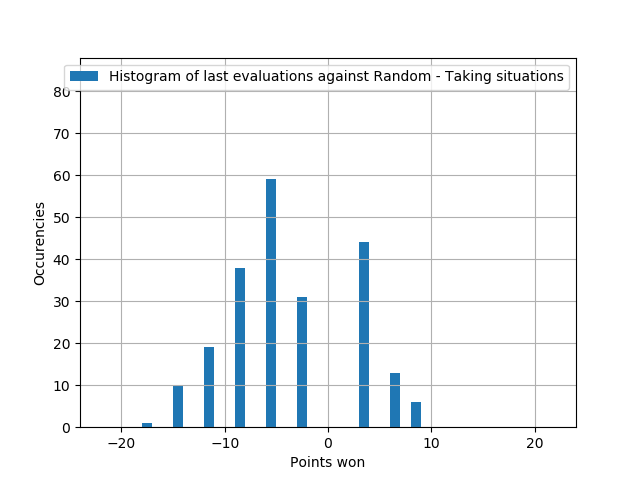 Histogram of last evaluations against Random - Taking situations
80
70
60
50
40
30
20
10
0
Occurencies
−20 −10 0 10 20
Points won